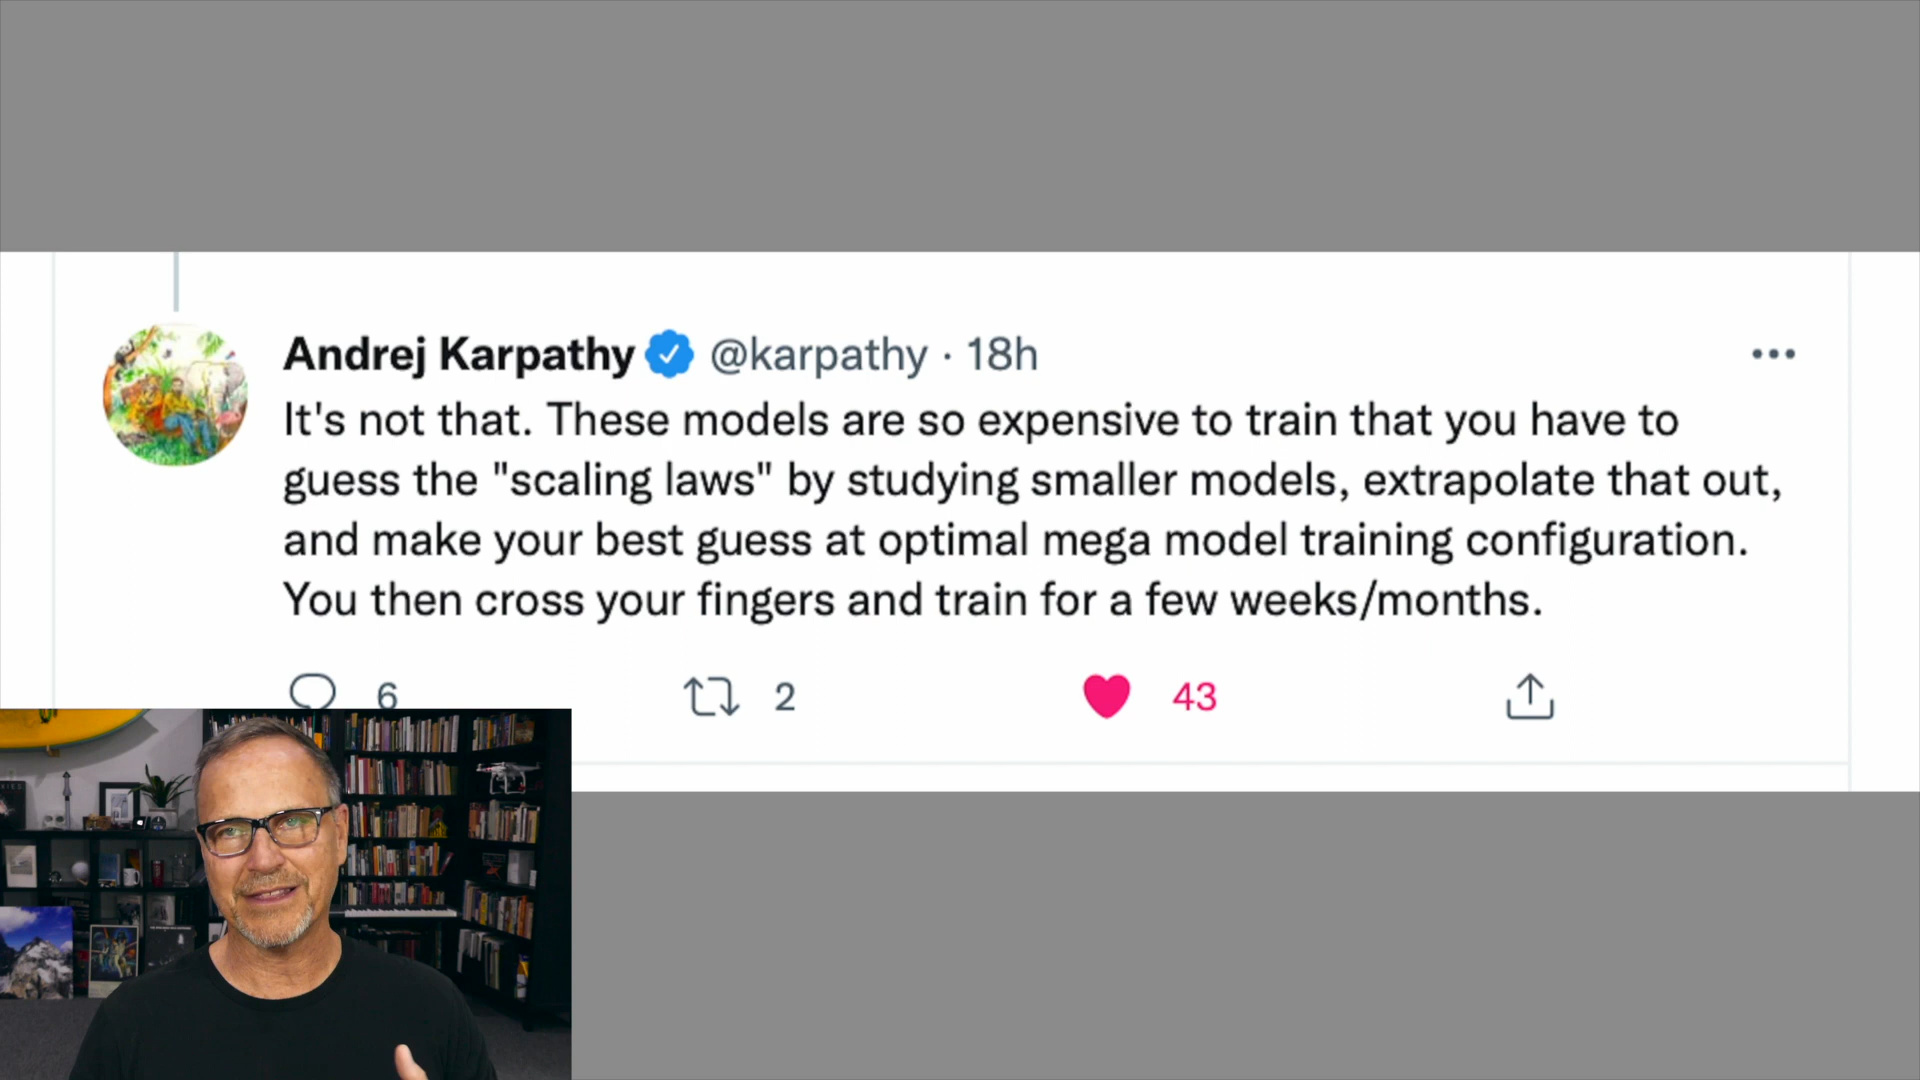 Andrej Karpathy @karpathy · 18h
It's not that. These models are so expensive to train that you have to
guess the "scaling laws" by studying smaller models, extrapolate that out,
and make your best guess at optimal mega model training configuration.
You then cross your fingers and train for a few weeks/months.
6 2 43